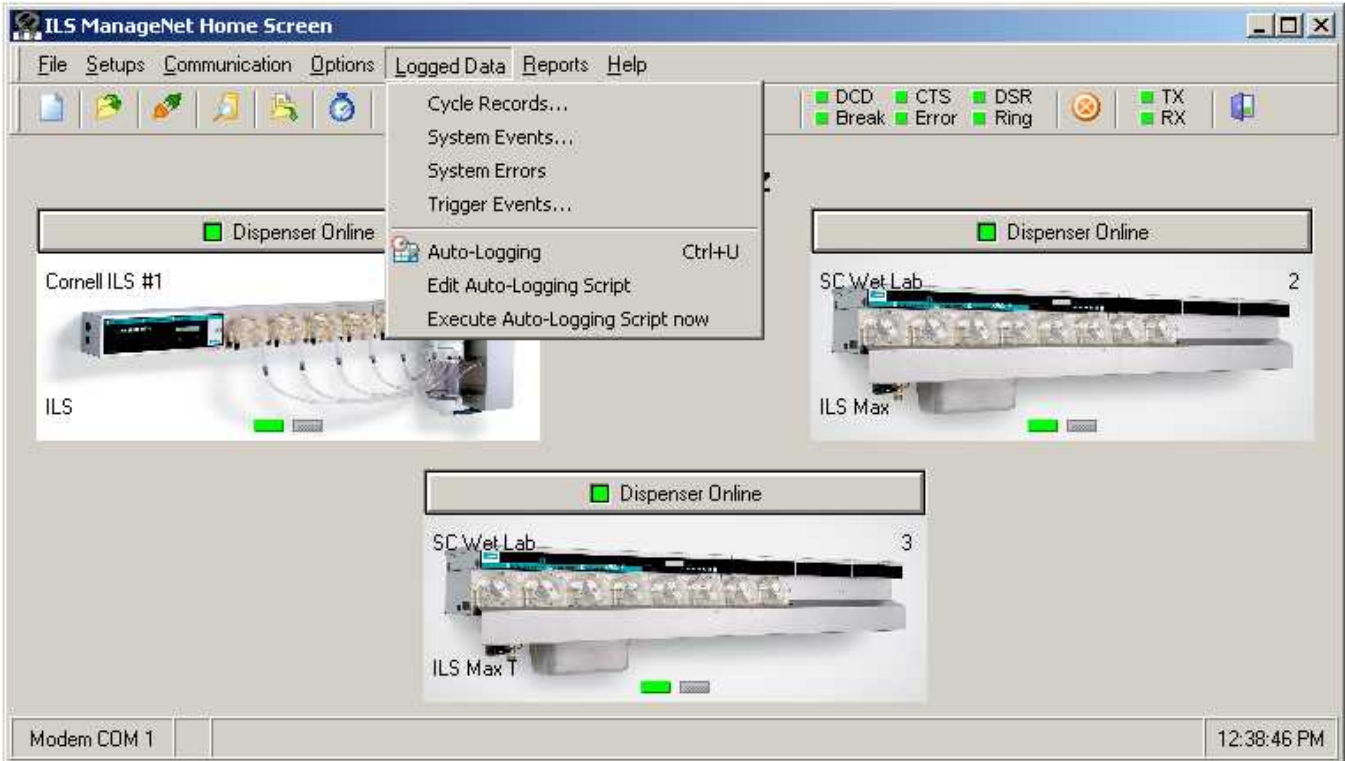 ILS ManageNet Home Screen
File Setups Communication Options Logged Data Reports Help
DCD CTS DSR TX
Break Error Ring RX
Cycle Records...
System Events...
System Errors
Trigger Events...
Auto-Logging Ctrl+U
Edit Auto-Logging Script
Execute Auto-Logging Script now
Dispenser Online
Cornell ILS #1
ILS
Dispenser Online
SC Wet Lab 2
ILS Max
Dispenser Online
SC Wet Lab 3
ILS Max T
Modem COM 1 12:38:46 PM